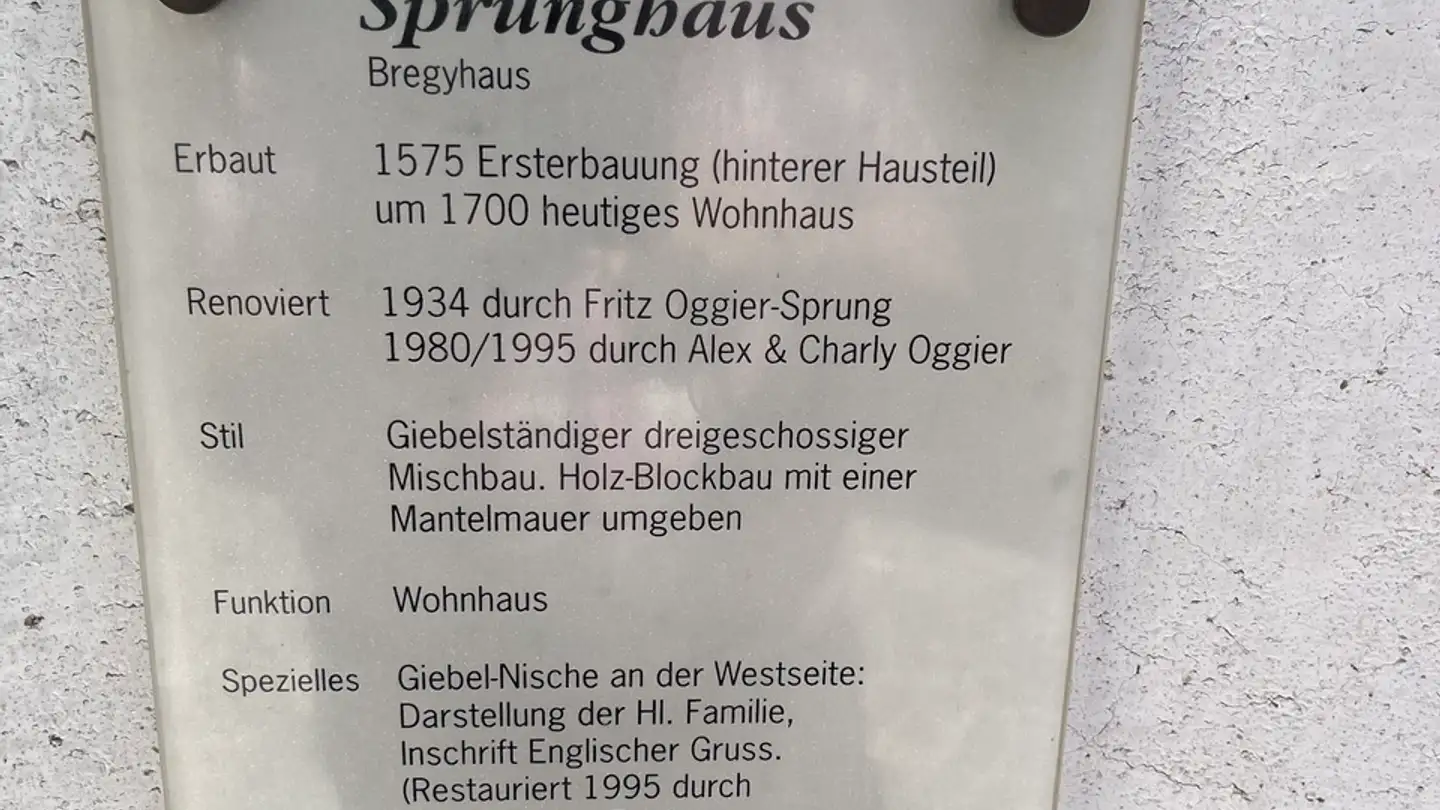 Sprunghaus
Bregyhaus
Erbaut 1575 Ersterbauung (hinterer Hausteil)
um 1700 heutiges Wohnhaus
Renoviert 1934 durch Fritz Oggier-Sprung
1980/1995 durch Alex & Charly Oggier
Stil Giebelständiger dreigeschossiger
Mischbau. Holz-Blockbau mit einer
Mantelmauer umgeben
Funktion Wohnhaus
Spezielles Giebel-Nische an der Westseite:
Darstellung der Hl. Familie,
Inschrift Englischer Gruss.
(Restauriert 1995 durch